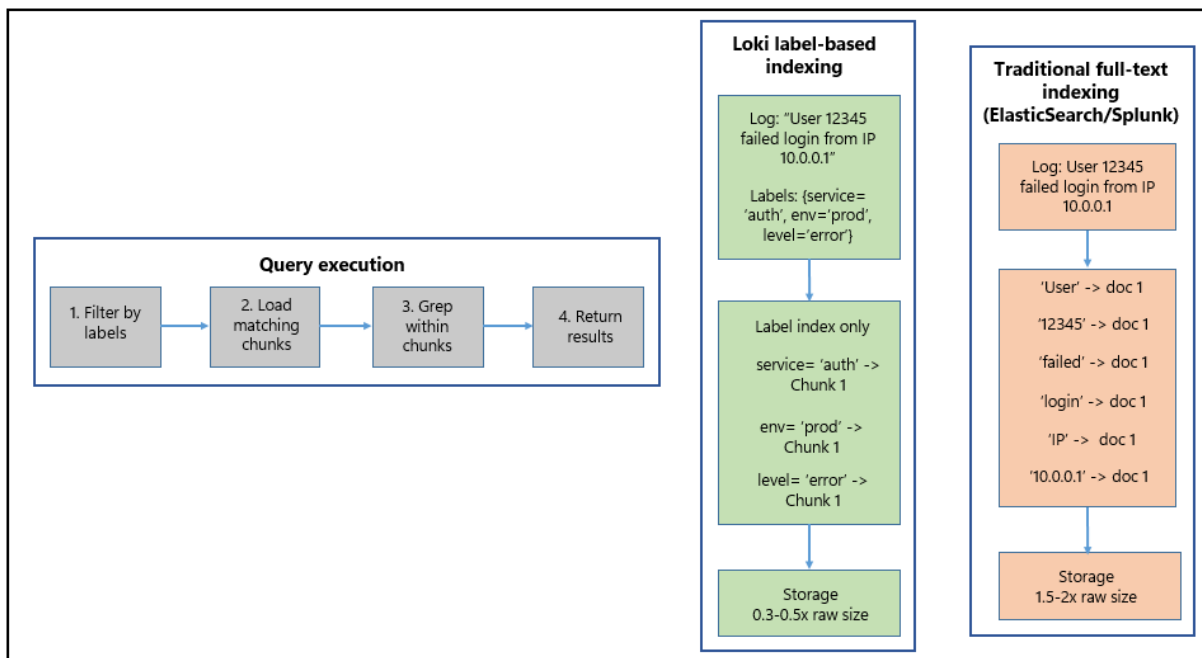 Query execution
1. Filter by
labels
2. Load
matching
chunks
3. Grep
within
chunks
4. Return
results
Loki label-based
indexing
Log: “User 12345
failed login from IP
10.0.0.1”
Labels: {service=
‘auth’, env=‘prod’,
level=‘error’}
Label index only
service= ‘auth’ ->
Chunk 1
env= ‘prod’ ->
Chunk 1
level= ‘error’ ->
Chunk 1
Storage
0.3-0.5x raw size
Traditional full-text
indexing
(ElasticSearch/Splunk)
Log: User 12345
failed login from IP
10.0.0.1
‘User’ -> doc 1
‘12345’ -> doc 1
‘failed’ -> doc 1
‘login’ -> doc 1
‘IP’ -> doc 1
‘10.0.0.1’ -> doc 1
Storage
1.5-2x raw size